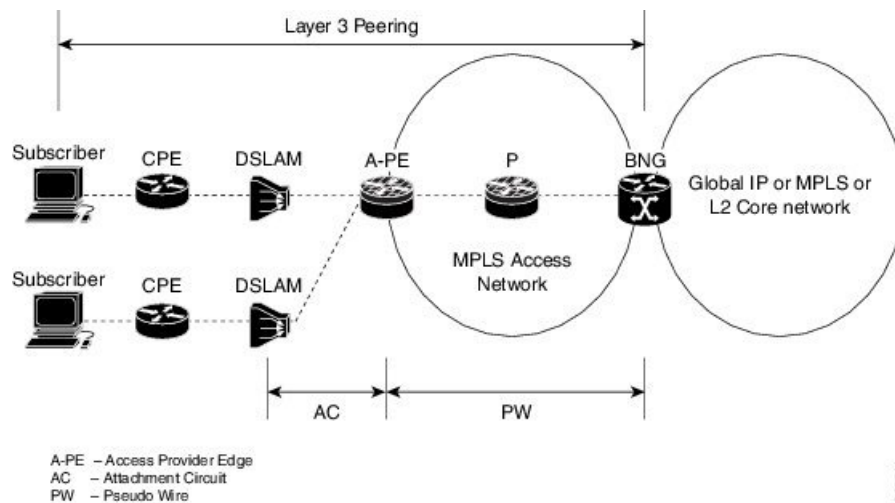 Layer 3 Peering
Subscriber
CPE
DSLAM
A-PE
P
BNG
Global IP or MPLS or
L2 Core network
MPLS Access
Network
Subscriber
CPE
DSLAM
AC
PW
A-PE – Access Provider Edge
AC – Attachment Circuit
PW – Pseudo Wire